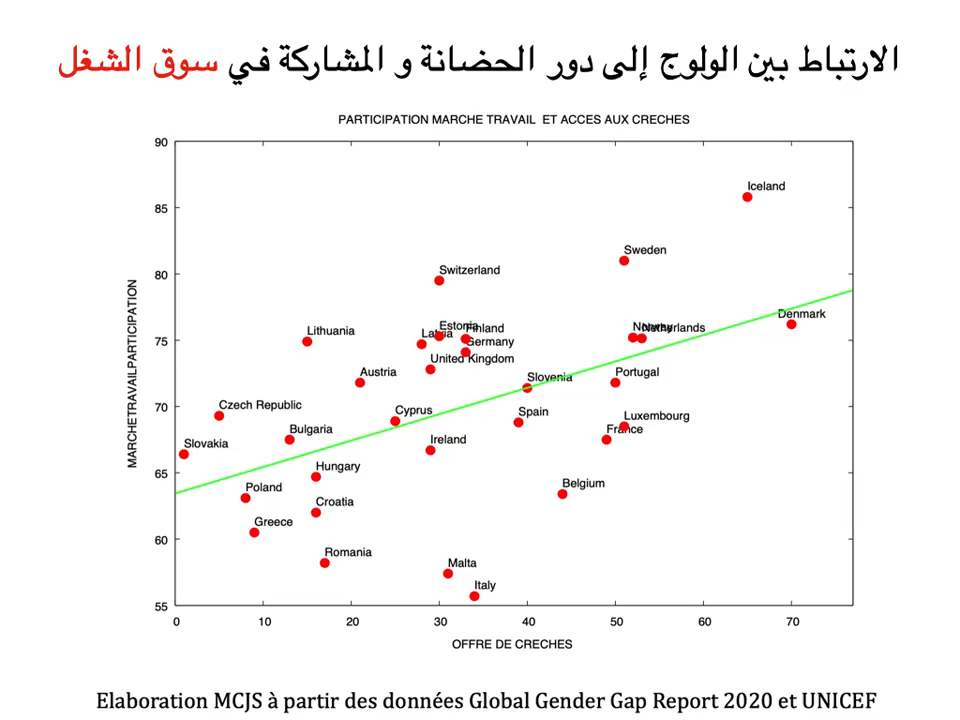 الارتباط بين الولوج إلى دور الحضانة و المشاركة في سوق الشغل
PARTICIPATION MARCHE TRAVAIL ET ACCES AUX CRECHES
90
Iceland
85
Sweden
80
Switzerland
Denmark
Estonia
Finland
Norway
Netherlands
Lithuania
Latvia
75
Germany
United Kingdom
Austria
Portugal
Slovenia
70
Czech Republic
Cyprus
Spain
Luxembourg
Bulgaria
France
Ireland
Slovakia
65
Hungary
Poland
Belgium
Croatia
Greece
60
Romania
Malta
Italy
55
MARCHETRAVAILPARTICIPATION
0 10 20 30 40 50 60 70
OFFRE DE CRECHES
Elaboration MCJS à partir des données Global Gender Gap Report 2020 et UNICEF